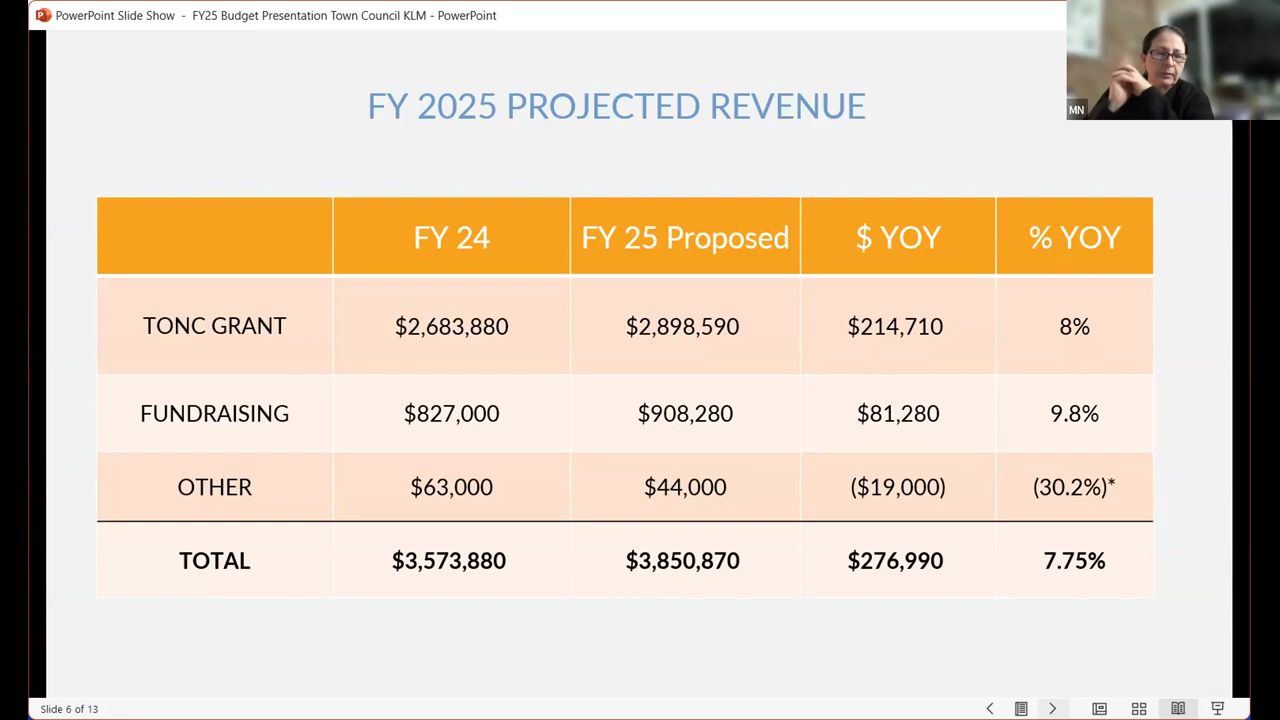 PowerPoint Slide Show - FY25 Budget Presentation Town Council KLM - PowerPoint
MN
FY 2025 PROJECTED REVENUE
FY 24 FY 25 Proposed $ YOY % YOY
TONC GRANT $2,683,880 $2,898,590 $214,710 8%
FUNDRAISING $827,000 $908,280 $81,280 9.8%
OTHER $63,000 $44,000 ($19,000) (30.2%)*
TOTAL $3,573,880 $3,850,870 $276,990 7.75%
Slide 6 of 13